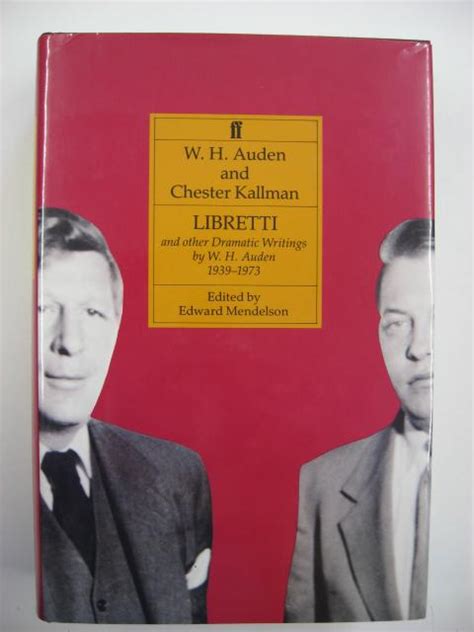 ff
W. H. Auden
and
Chester Kallman
LIBRETTI
and other Dramatic Writings
by W. H. Auden
1939–1973
Edited by
Edward Mendelson